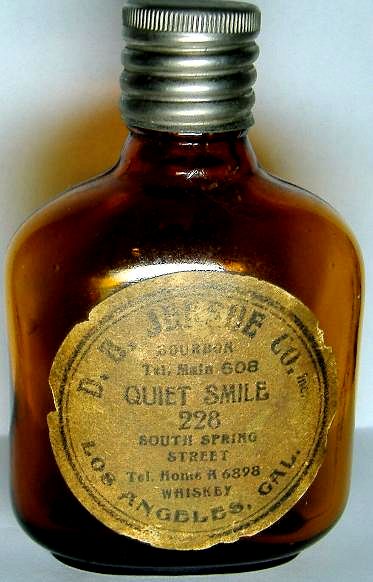 D. CO. Inc.
BOURBON
Tel. Main 608
QUIET SMILE
228
SOUTH SPRING
STREET
Tel. Home A 6898
WHISKEY
LOS ANGELES, CAL.